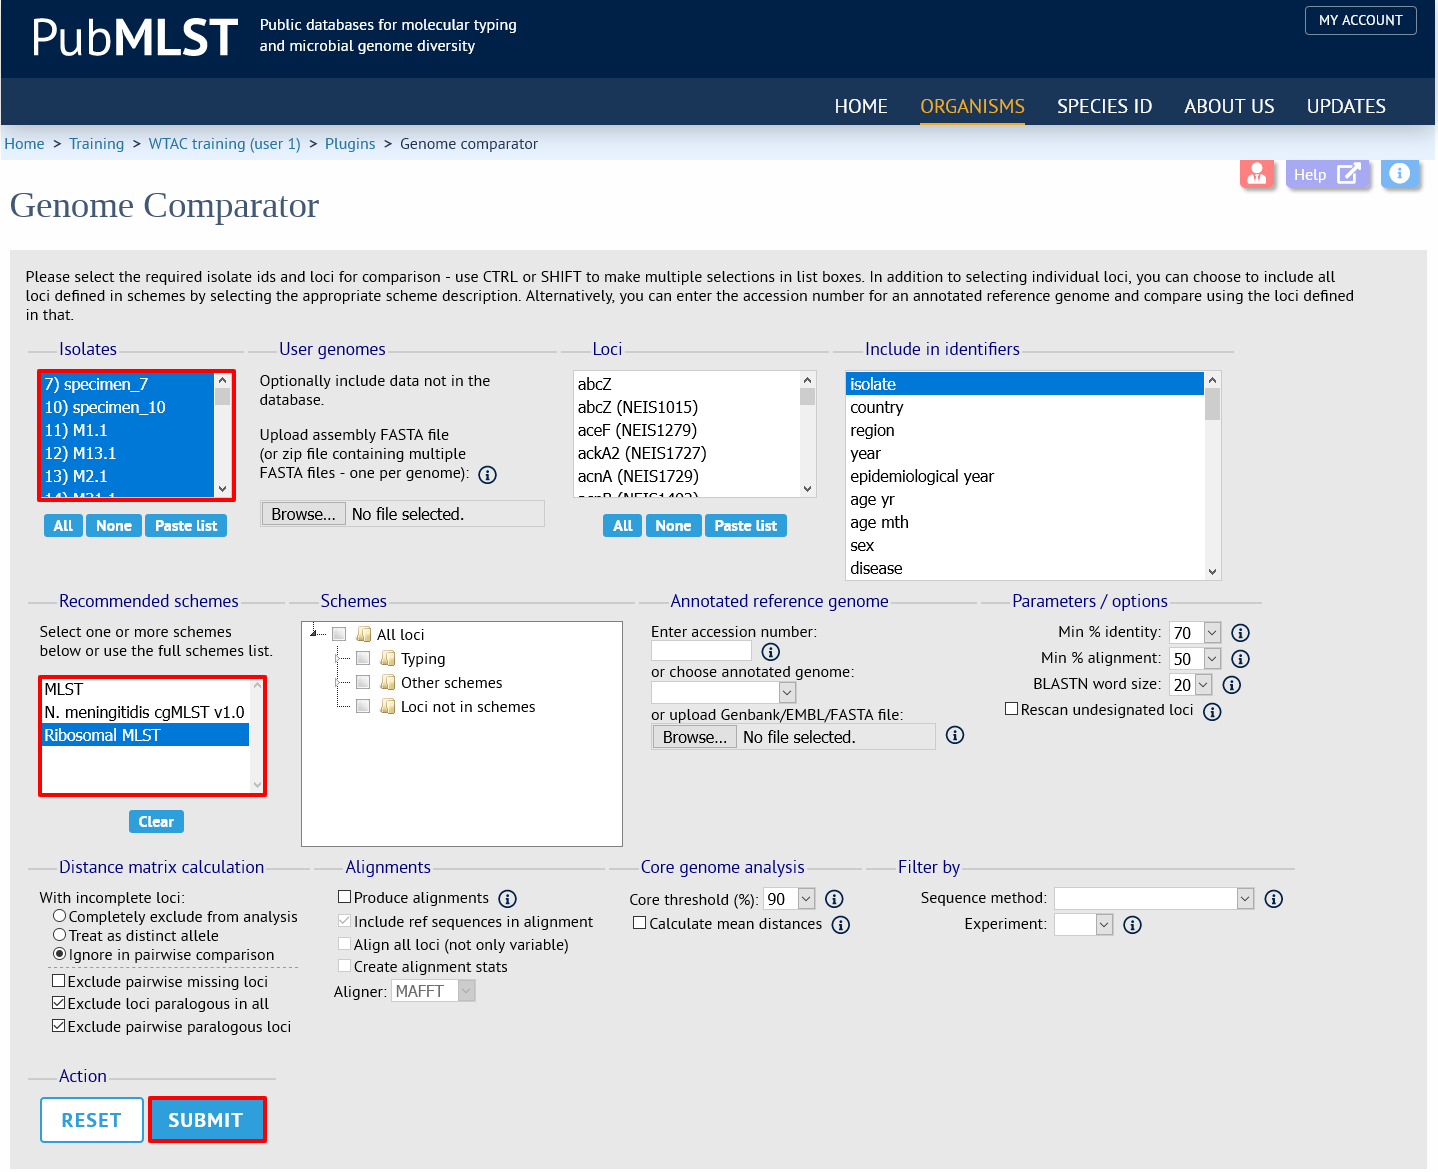 PubMLST
Public databases for molecular typing
and microbial genome diversity
MY ACCOUNT
HOME ORGANISMS SPECIES ID ABOUT US UPDATES
Home > Training > WTAC training (user 1) > Plugins > Genome comparator
Help
Genome Comparator
Please select the required isolate ids and loci for comparison - use CTRL or SHIFT to make multiple selections in list boxes. In addition to selecting individual loci, you can choose to include all
loci defined in schemes by selecting the appropriate scheme description. Alternatively, you can enter the accession number for an annotated reference genome and compare using the loci defined
in that.
Isolates
7) specimen_7
10) specimen_10
11) M1.1
12) M13.1
13) M2.1
All None Paste list
User genomes
Optionally include data not in the
database.
Upload assembly FASTA file
(or zip file containing multiple
FASTA files - one per genome):
Browse... No file selected.
Loci
abcZ
abcZ (NEIS1015)
aceF (NEIS1279)
ackA2 (NEIS1727)
acnA (NEIS1729)
All None Paste list
Include in identifiers
isolate
country
region
year
epidemiological year
age yr
age mth
sex
disease
Recommended schemes
Select one or more schemes
below or use the full schemes list.
MLST
N. meningitidis cgMLST v1.0
Ribosomal MLST
Clear
Schemes
All loci
Typing
Other schemes
Loci not in schemes
Annotated reference genome
Enter accession number:
or choose annotated genome:
or upload Genbank/EMBL/FASTA file:
Browse... No file selected.
Parameters / options
Min % identity: 70
Min % alignment: 50
BLASTN word size: 20
Rescan undesignated loci
Distance matrix calculation
With incomplete loci:
Completely exclude from analysis
Treat as distinct allele
Ignore in pairwise comparison
Exclude pairwise missing loci
Exclude loci paralogous in all
Exclude pairwise paralogous loci
Alignments
Produce alignments
Include ref sequences in alignment
Align all loci (not only variable)
Create alignment stats
Aligner: MAFFT
Core genome analysis
Core threshold (%): 90
Calculate mean distances
Filter by
Sequence method:
Experiment:
Action
RESET SUBMIT